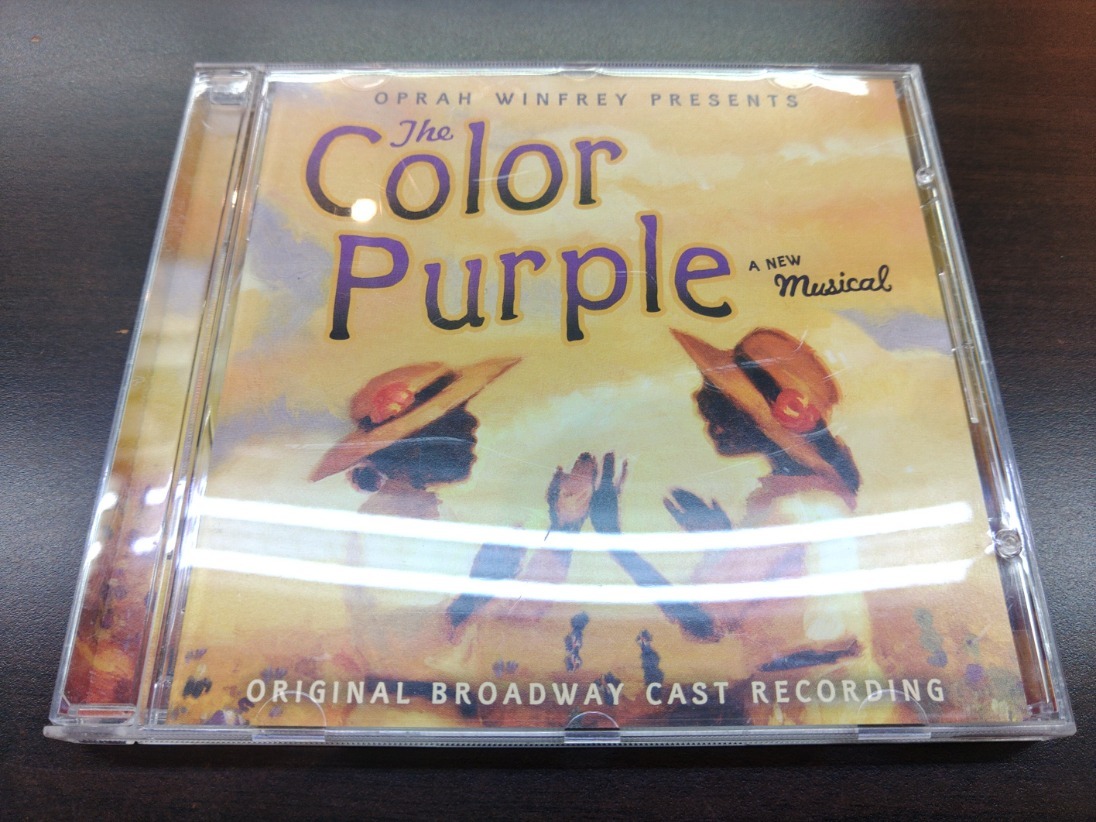 OPRAH WINFREY PRESENTS
The
Color
Purple
A NEW
Musical
ORIGINAL BROADWAY CAST RECORDING